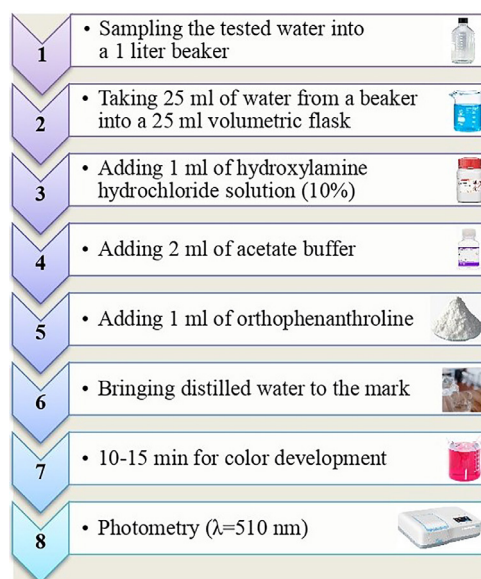 1
• Sampling the tested water into
a 1 liter beaker
2
• Taking 25 ml of water from a beaker
into a 25 ml volumetric flask
3
• Adding 1 ml of hydroxylamine
hydrochloride solution (10%)
4
• Adding 2 ml of acetate buffer
5
• Adding 1 ml of orthophenanthroline
6
• Bringing distilled water to the mark
7
• 10-15 min for color development
8
• Photometry (λ=510 nm)